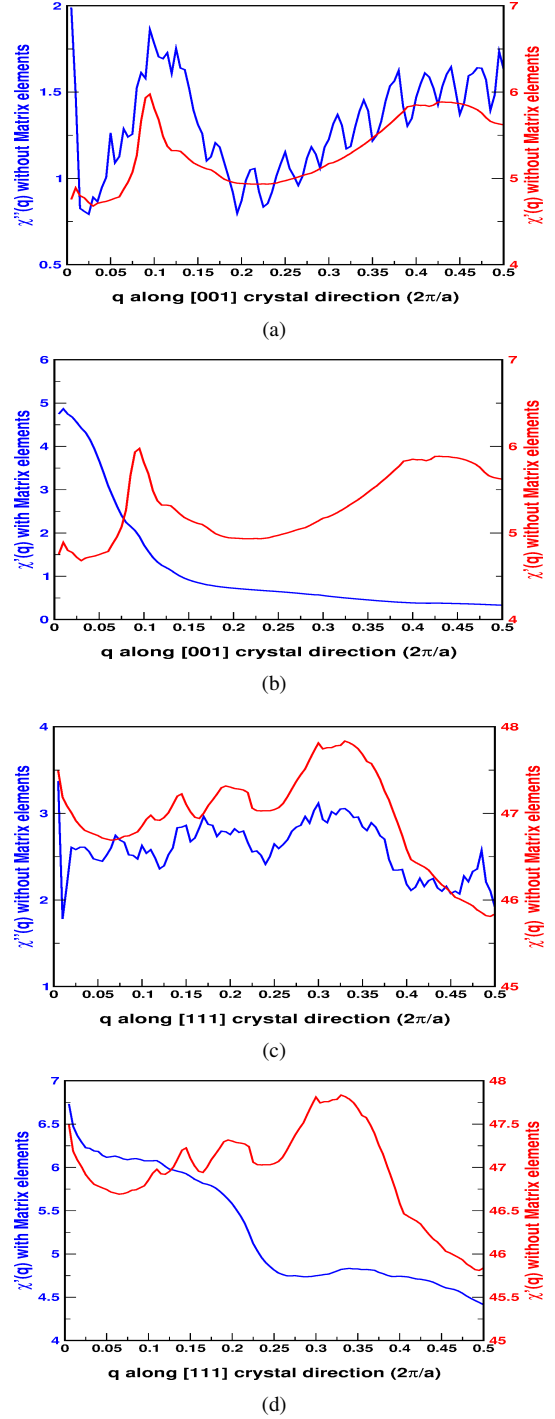 2
1.5
1
0.5
7
6
5
4
χ''(q) without Matrix elements
χ'(q) without Matrix elements
0 0.05 0.1 0.15 0.2 0.25 0.3 0.35 0.4 0.45 0.5
q along [001] crystal direction (2π/a)
(a)
6
5
4
3
2
1
0
7
6
5
4
χ'(q) with Matrix elements
χ'(q) without Matrix elements
0 0.05 0.1 0.15 0.2 0.25 0.3 0.35 0.4 0.45 0.5
q along [001] crystal direction (2π/a)
(b)
4
3
2
1
48
47
46
45
χ''(q) without Matrix elements
χ'(q) without Matrix elements
0 0.05 0.1 0.15 0.2 0.25 0.3 0.35 0.4 0.45 0.5
q along [111] crystal direction (2π/a)
(c)
7
6.5
6
5.5
5
4.5
4
48
47.5
47
46.5
46
45.5
45
χ'(q) with Matrix elements
χ'(q) without Matrix elements
0 0.05 0.1 0.15 0.2 0.25 0.3 0.35 0.4 0.45 0.5
q along [111] crystal direction (2π/a)
(d)